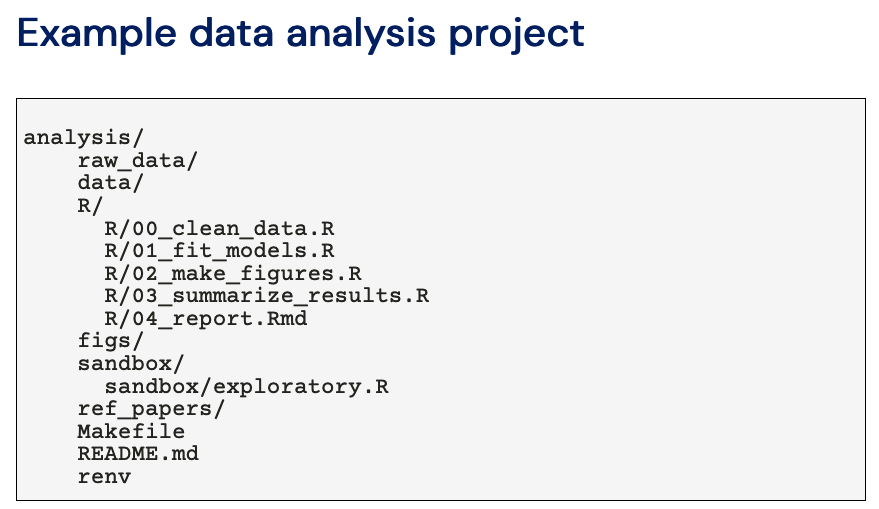 Example data analysis project
analysis/
    raw_data/
    data/
    R/
      R/00_clean_data.R
      R/01_fit_models.R
      R/02_make_figures.R
      R/03_summarize_results.R
      R/04_report.Rmd
    figs/
    sandbox/
      sandbox/exploratory.R
    ref_papers/
    Makefile
    README.md
    renv